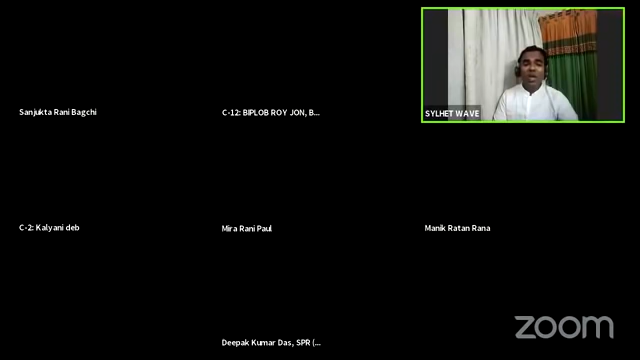 SYLHET WAVE
Sanjukta Rani Bagchi
C-12: BIPLOB ROY JON, B...
C-2: Kalyani deb
Mira Rani Paul
Manik Ratan Rana
Deepak Kumar Das, SPR (...
zoom